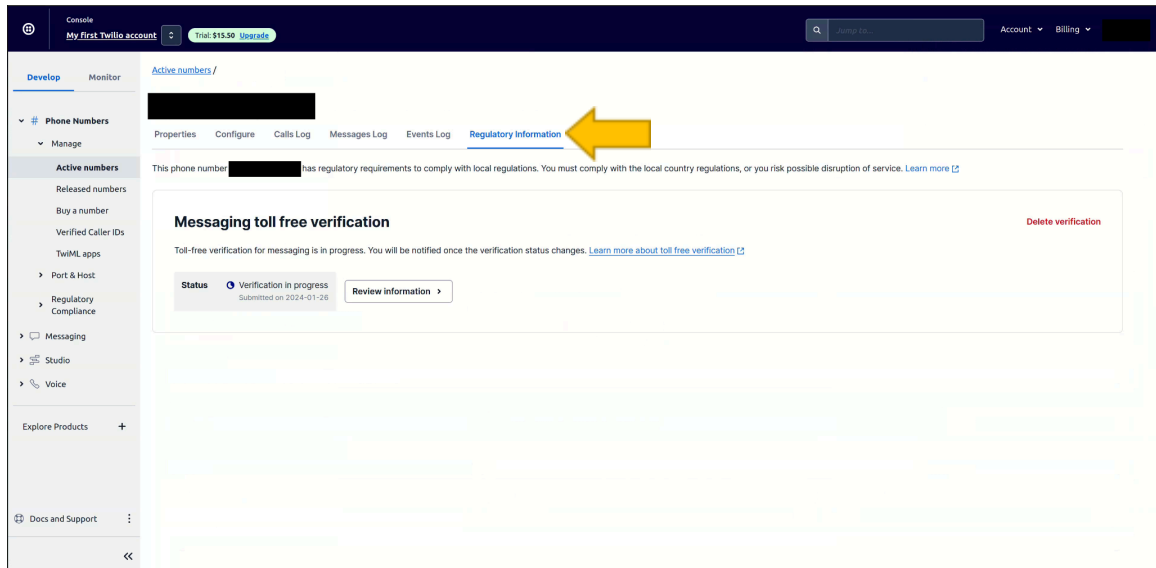 Console
My first Twilio account
Trial: $15.50 Upgrade
Jump to...
Account
Billing
Develop Monitor
Active numbers /
# Phone Numbers
Manage
Active numbers
Released numbers
Buy a number
Verified Caller IDs
TwiML apps
Port & Host
Regulatory
Compliance
Messaging
Studio
Voice
Explore Products +
Docs and Support
Properties Configure Calls Log Messages Log Events Log Regulatory Information
This phone number has regulatory requirements to comply with local regulations. You must comply with the local country regulations, or you risk possible disruption of service. Learn more
Messaging toll free verification
Delete verification
Toll-free verification for messaging is in progress. You will be notified once the verification status changes. Learn more about toll free verification
Status Verification in progress
Submitted on 2024-01-26
Review information